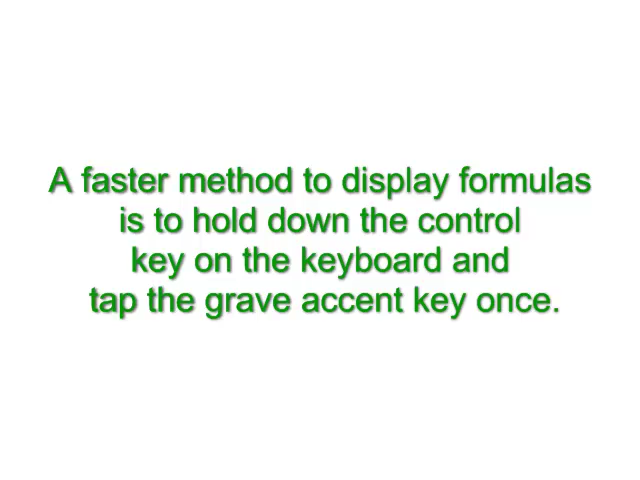 A faster method to display formulas
is to hold down the control
key on the keyboard and
tap the grave accent key once.